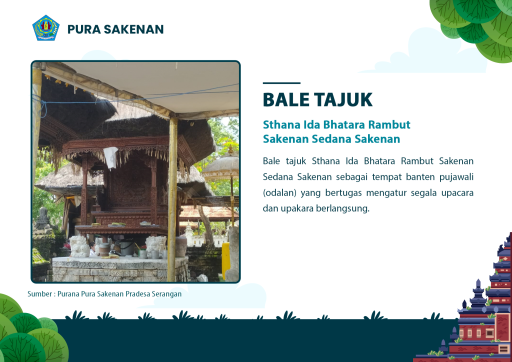 PURA SAKENAN
BALE TAJUK
Sthana Ida Bhatara Rambut
Sakenan Sedana Sakenan
Bale tajuk Sthana Ida Bhatara Rambut Sakenan
Sedana Sakenan sebagai tempat banten pujawali
(odalan) yang bertugas mengatur segala upacara
dan upakara berlangsung.
Sumber : Purana Pura Sakenan Pradesa Serangan